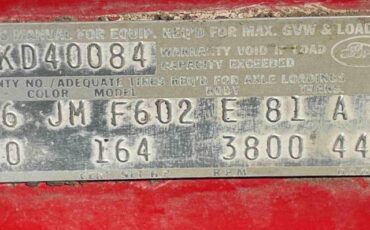 MANUAL FOR EQUIP. REQ'D FOR MAX. GVW & LOAD
KD40084 WARRANTY VOID IF LOAD
CAPACITY EXCEEDED
NTY NO./ADEQUATE TIRES REQ'D FOR AXLE LOADINGS
COLOR MODEL BODY TRANS.
6 JM F602 E 81 A
0 I64 3800 44
R.P.M.